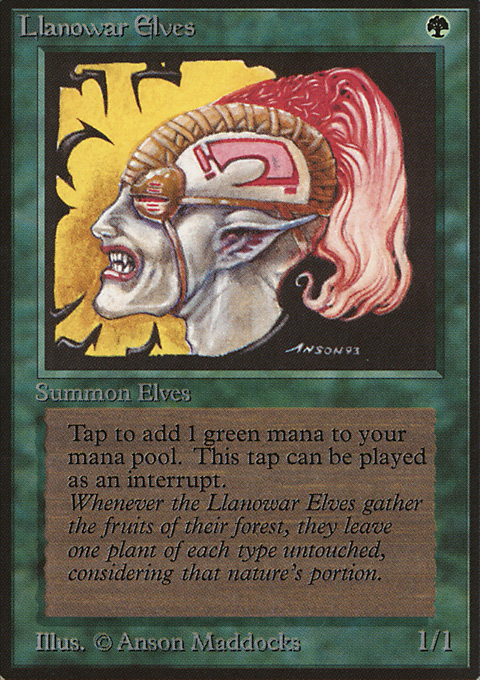 Llanowar Elves
ANSON93
Summon Elves
Tap to add 1 green mana to your
mana pool. This tap can be played
as an interrupt.
Whenever the Llanowar Elves gather
the fruits of their forest, they leave
one plant of each type untouched,
considering that nature's portion.
Illus. © Anson Maddocks
1/1